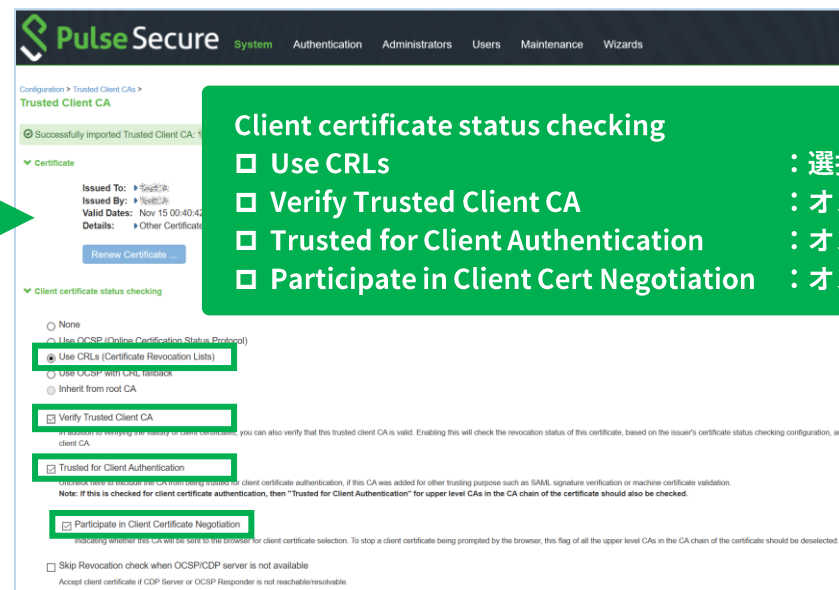 Pulse Secure System Authentication Administrators Users Maintenance Wizards
Configuration > Trusted Client CAs >
Trusted Client CA
Successfully imported Trusted Client CA:
Certificate
Issued To:
Issued By:
Valid Dates: Nov 15 00:40:42
Details: Other Certificate
Renew Certificate ...
Client certificate status checking
Use CRLs ：選
Verify Trusted Client CA ：オ
Trusted for Client Authentication ：オ
Participate in Client Cert Negotiation ：オ
Client certificate status checking
None
Use OCSP (Online Certification Status Protocol)
Use CRLs (Certificate Revocation Lists)
Use OCSP with CRL fallback
Inherit from root CA
Verify Trusted Client CA
In addition to verifying the validity of client certificates, you can also verify that this trusted client CA is valid. Enabling this will check the revocation status of this certificate, based on the issuer's certificate status checking configuration,
client CA.
Trusted for Client Authentication
Uncheck here to exclude the CA from being trusted for client certificate authentication, if this CA was added for other trusting purpose such as SAML signature verification or machine certificate validation.
Note: If this is checked for client certificate authentication, then "Trusted for Client Authentication" for upper level CAs in the CA chain of the certificate should also be checked.
Participate in Client Certificate Negotiation
Indicating whether this CA will be sent to the browser for client certificate selection. To stop a client certificate being prompted by the browser, this flag of all the upper level CAs in the CA chain of the certificate should be deselected.
Skip Revocation check when OCSP/CDP server is not available
Accept client certificate if CDP Server or OCSP Responder is not reachable/resolvable.